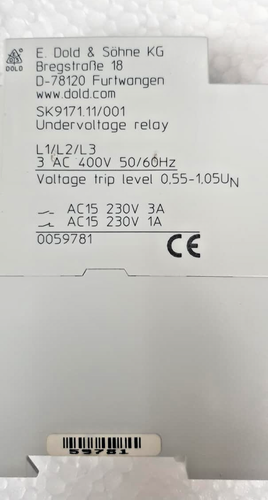 DOLD
E. Dold & Söhne KG
Bregstraße 18
D-78120 Furtwangen
www.dold.com
SK9171.11/001
Undervoltage relay
L1/L2/L3
3 AC 400V 50/60Hz
Voltage trip level 0,55-1,05UN
AC15 230V 3A
AC15 230V 1A
0059781
CE
59781